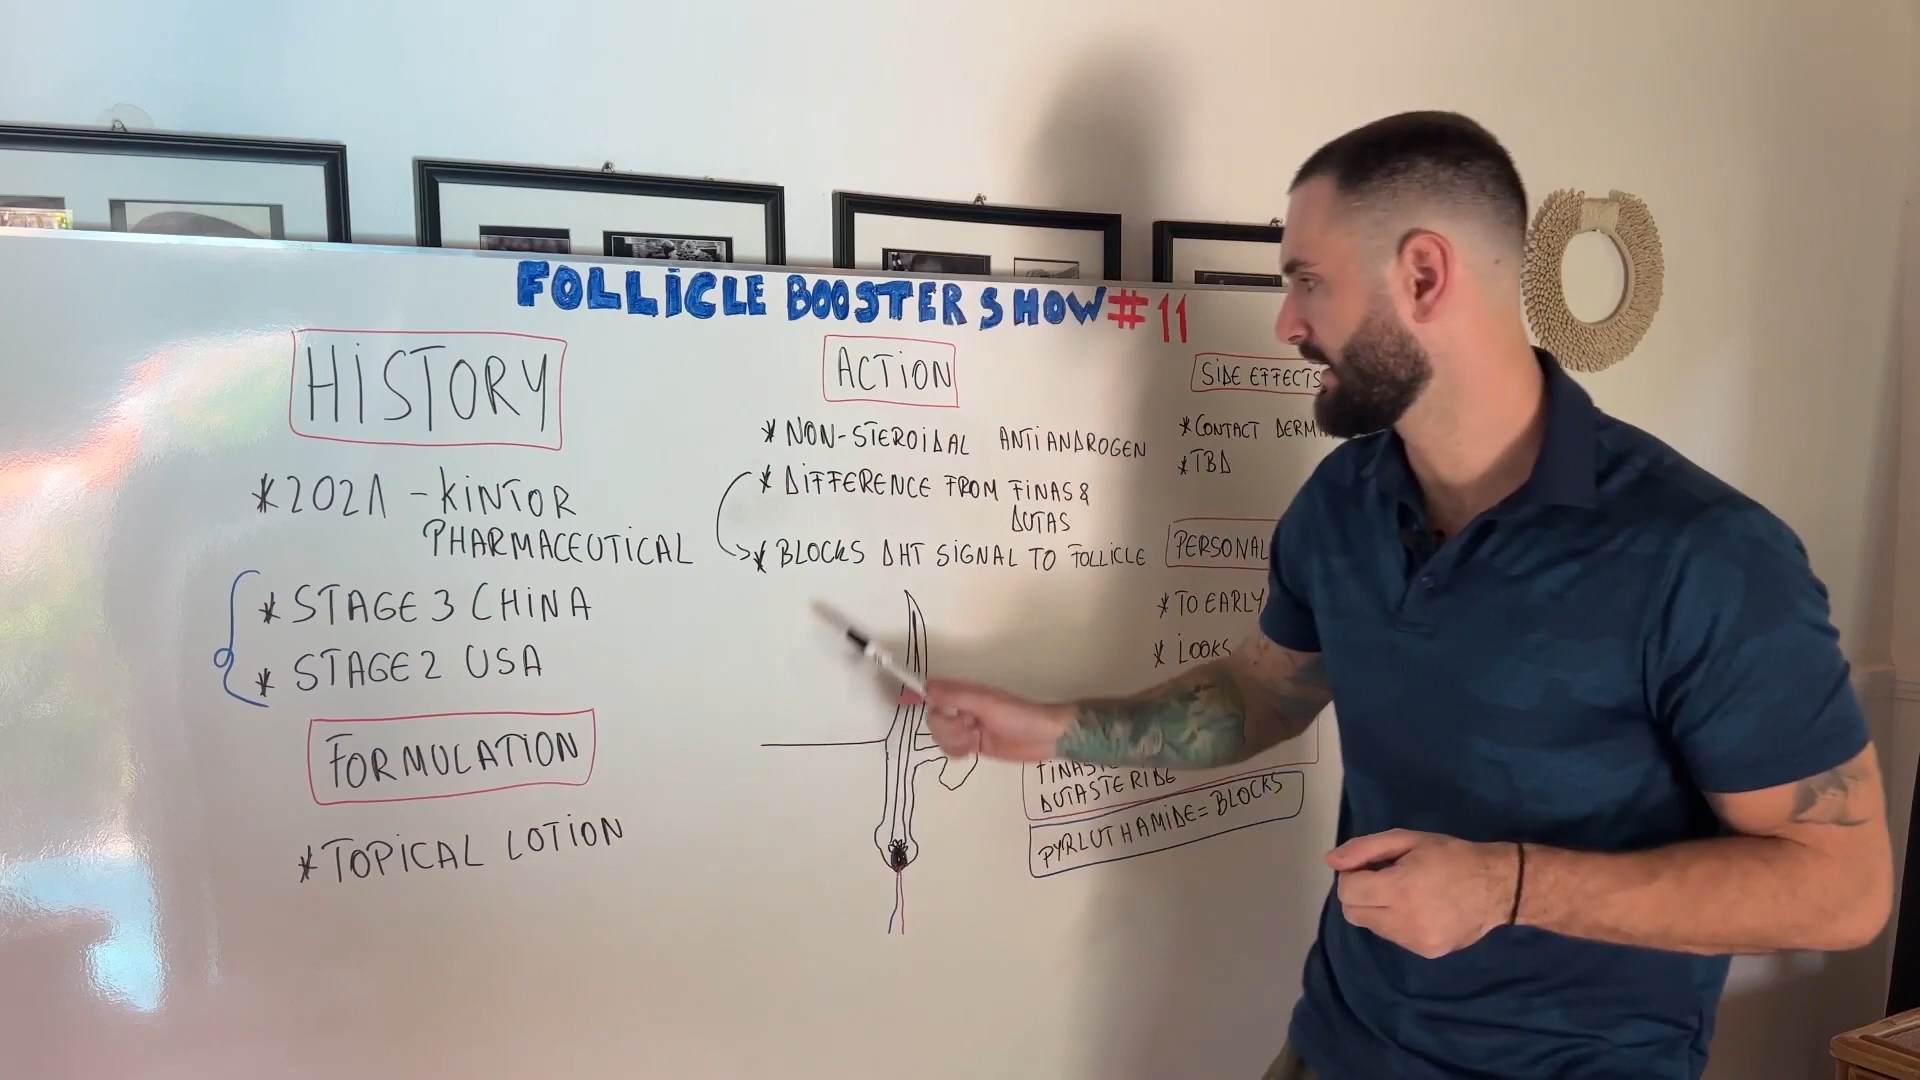 FOLLICLE BOOSTER SHOW #11
HISTORY
*2021 - KINTOR
PHARMACEUTICAL
* STAGE 3 CHINA
* STAGE 2 USA
FORMULATION
*TOPICAL LOTION
ACTION
* NON-STEROIDAL ANTIANDROGEN
* DIFFERENCE FROM FINAS &
DUTAS
* BLOCKS DHT SIGNAL TO FOLLICLE
SIDE EFFECTS
*CONTACT
*TBD
PERSONAL
*TO EARLY
* LOOKS
DUTASTERIDE
PYRLUTHAMIDE=BLOCKS